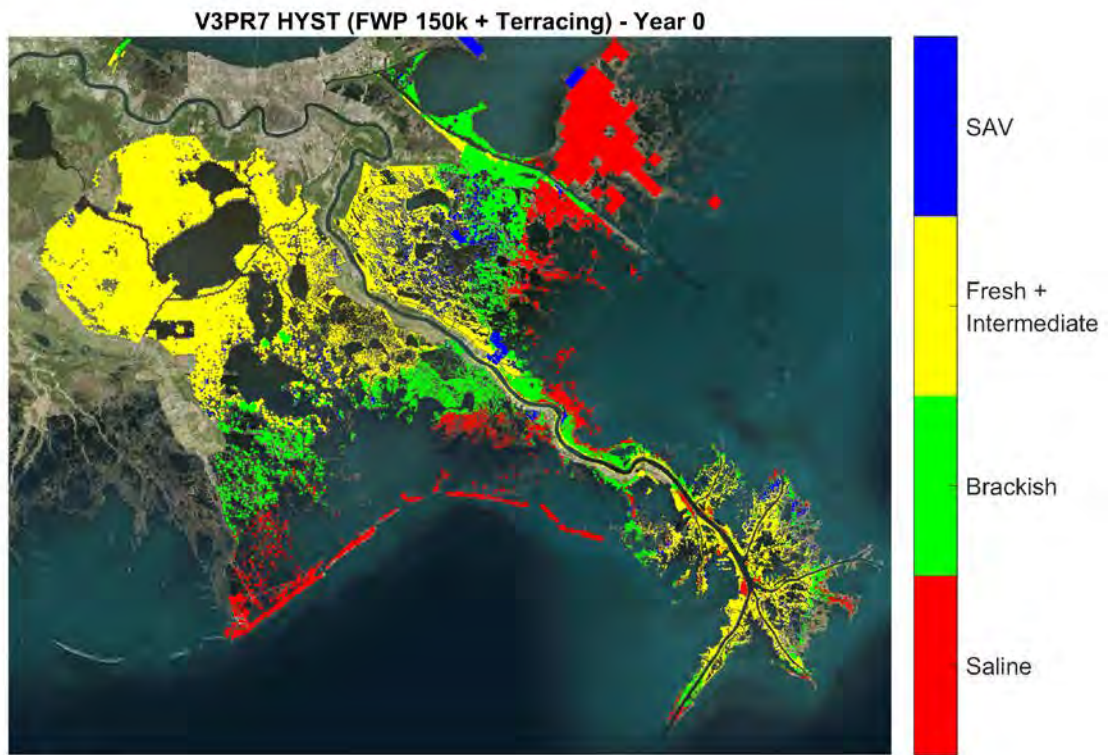 V3PR7 HYST (FWP 150k + Terracing) - Year 0
SAV
Fresh +
Intermediate
Brackish
Saline